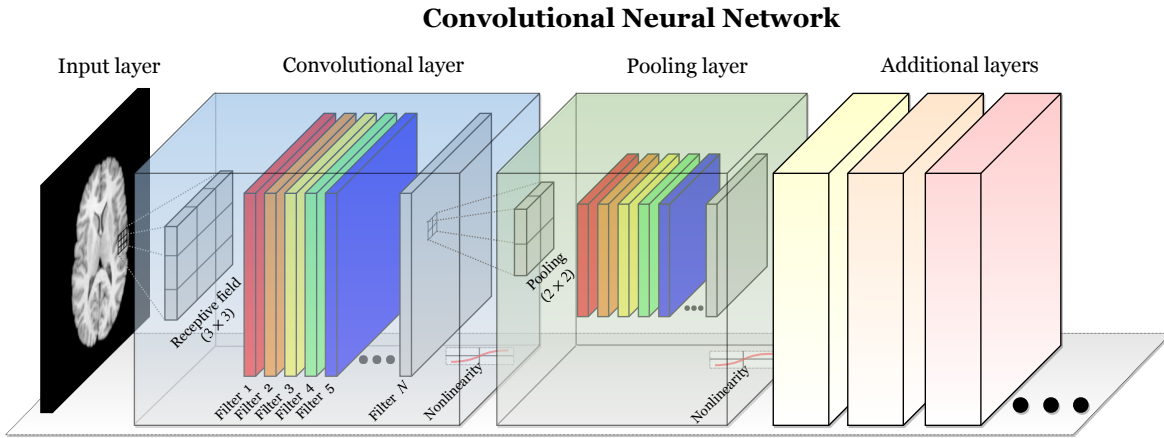 Convolutional Neural Network
Input layer
Convolutional layer
Pooling layer
Additional layers
Receptive field
(3 × 3)
Filter 1
Filter 2
Filter 3
Filter 4
Filter 5
Filter N
Nonlinearity
Pooling
(2 × 2)
Nonlinearity